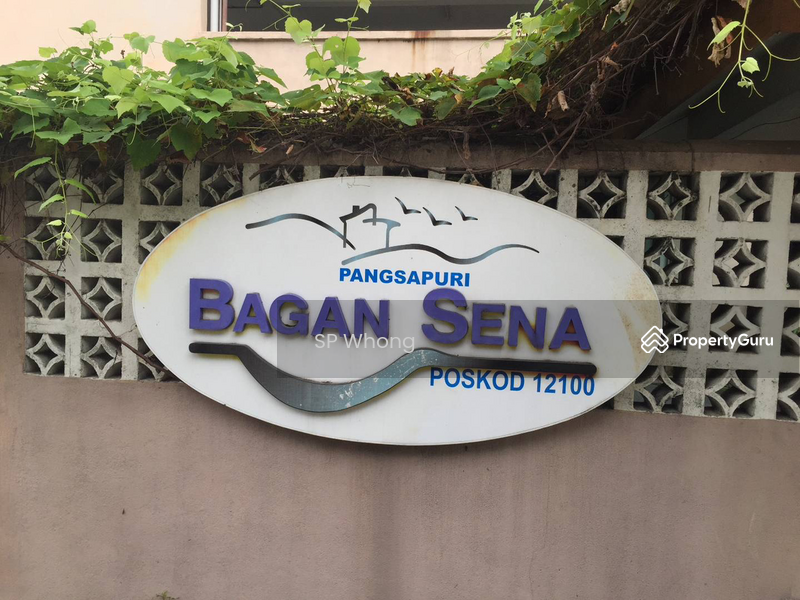 PANGSAPURI
BAGAN SENA
SP Whong
PropertyGuru
POSKOD 12100